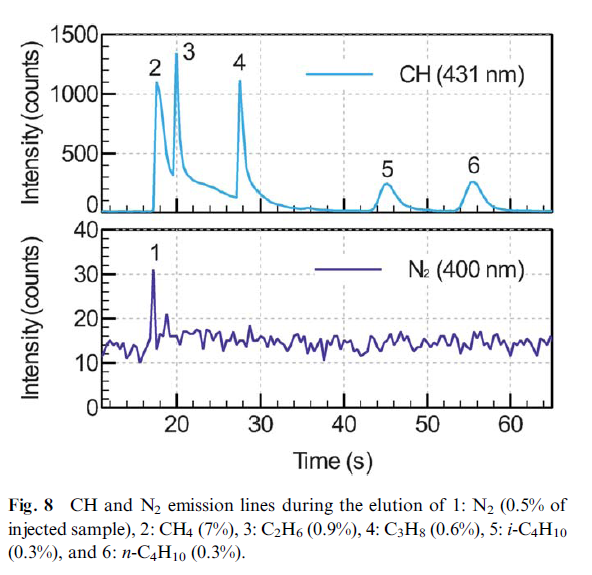 1500
1000
500
0
Intensity (counts)
2
3
4
5
6
CH (431 nm)
40
30
20
10
0
Intensity (counts)
1
N₂ (400 nm)
20
30
40
50
60
Time (s)
Fig. 8 CH and N₂ emission lines during the elution of 1: N₂ (0.5% of
injected sample), 2: CH₄ (7%), 3: C₂H₆ (0.9%), 4: C₃H₈ (0.6%), 5: i-C₄H₁₀
(0.3%), and 6: n-C₄H₁₀ (0.3%).